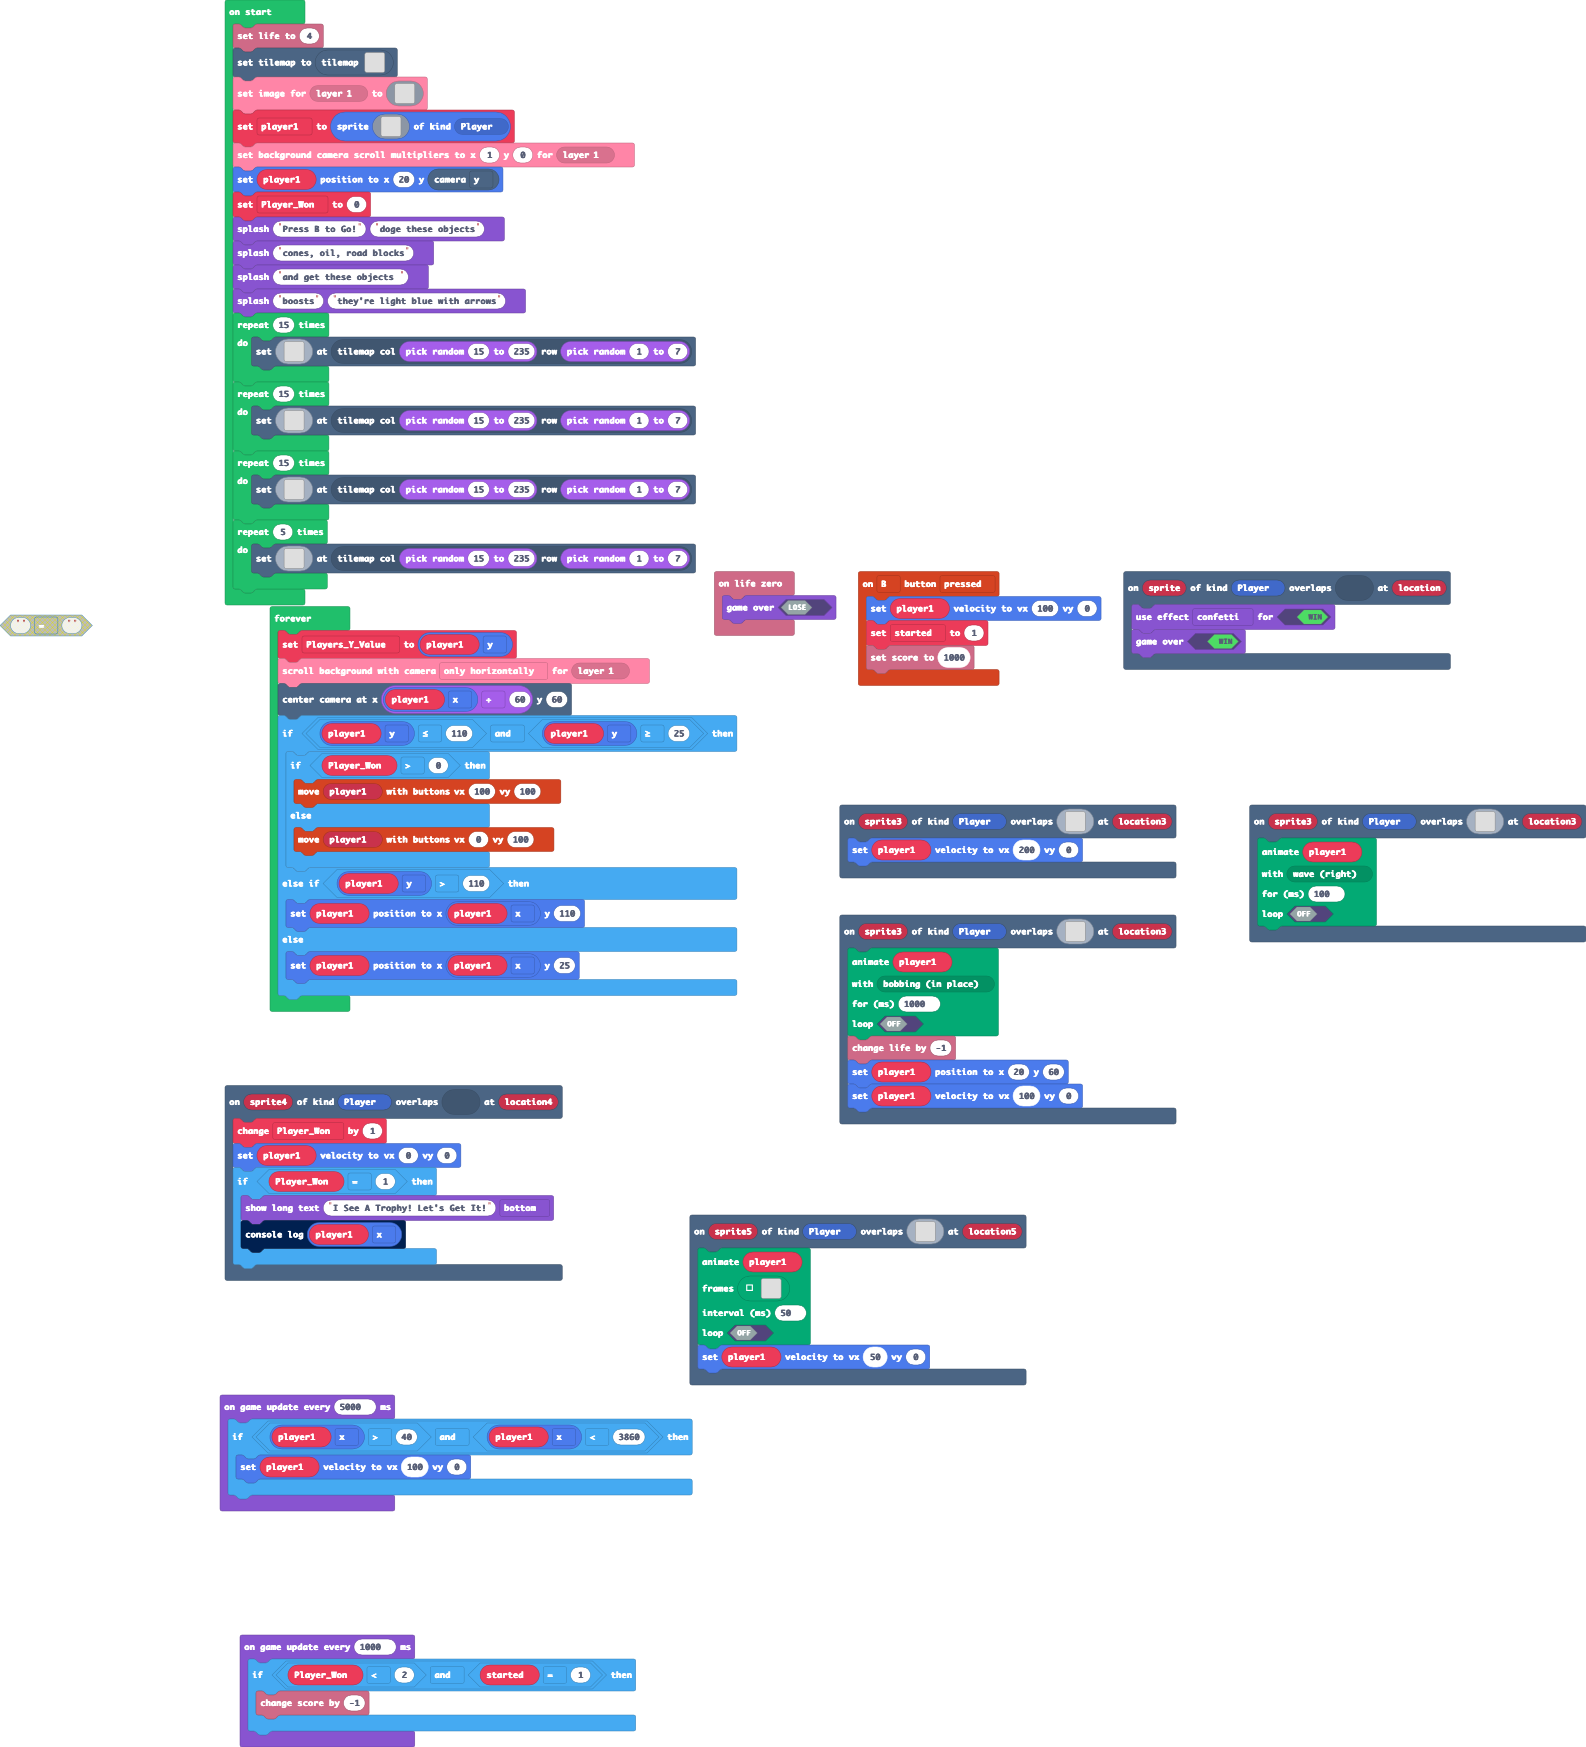 on start
set life to 4
set tilemap to tilemap
set image for layer 1 to
set player1 to sprite of kind Player
set background camera scroll multipliers to x 1 y 0 for layer 1
set player1 position to x 20 y camera y
set Player_Won to 0
splash "Press B to Go!" "doge these objects"
splash "cones, oil, road blocks"
splash "and get these objects "
splash "boosts" "they're light blue with arrows"
repeat 15 times
do set at tilemap col pick random 15 to 235 row pick random 1 to 7
repeat 15 times
do set at tilemap col pick random 15 to 235 row pick random 1 to 7
repeat 15 times
do set at tilemap col pick random 15 to 235 row pick random 1 to 7
repeat 5 times
do set at tilemap col pick random 15 to 235 row pick random 1 to 7
=
forever
set Players_Y_Value to player1 y
scroll background with camera only horizontally for layer 1
center camera at x player1 x + 60 y 60
if player1 y ≤ 110 and player1 y ≥ 25 then
if Player_Won > 0 then
move player1 with buttons vx 100 vy 100
else
move player1 with buttons vx 0 vy 100
else if player1 y > 110 then
set player1 position to x player1 x y 110
else
set player1 position to x player1 x y 25
on life zero
game over LOSE
on B button pressed
set player1 velocity to vx 100 vy 0
set started to 1
set score to 1000
on sprite of kind Player overlaps at location
use effect confetti for WIN
game over WIN
on sprite3 of kind Player overlaps at location3
set player1 velocity to vx 200 vy 0
on sprite3 of kind Player overlaps at location3
animate player1
with wave (right)
for (ms) 100
loop OFF
on sprite3 of kind Player overlaps at location3
animate player1
with bobbing (in place)
for (ms) 1000
loop OFF
change life by -1
set player1 position to x 20 y 60
set player1 velocity to vx 100 vy 0
on sprite4 of kind Player overlaps at location4
change Player_Won by 1
set player1 velocity to vx 0 vy 0
if Player_Won = 1 then
show long text "I See A Trophy! Let's Get It!" bottom
console log player1 x
on sprite5 of kind Player overlaps at location5
animate player1
frames
interval (ms) 50
loop OFF
set player1 velocity to vx 50 vy 0
on game update every 5000 ms
if player1 x > 40 and player1 x < 3860 then
set player1 velocity to vx 100 vy 0
on game update every 1000 ms
if Player_Won < 2 and started = 1 then
change score by -1